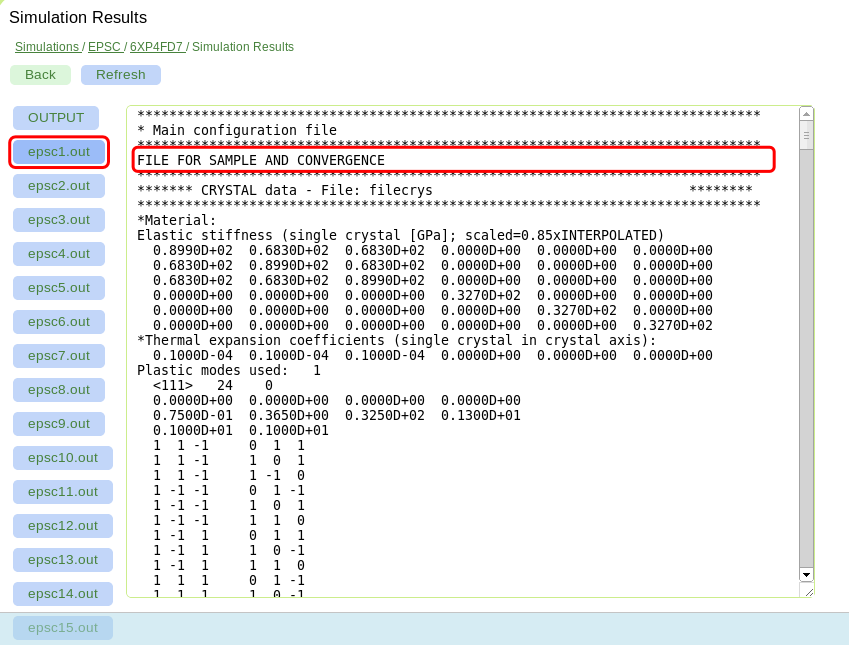 Simulation Results
Simulations / EPSC / 6XP4FD7 / Simulation Results
Back Refresh
OUTPUT
epsc1.out
epsc2.out
epsc3.out
epsc4.out
epsc5.out
epsc6.out
epsc7.out
epsc8.out
epsc9.out
epsc10.out
epsc11.out
epsc12.out
epsc13.out
epsc14.out
epsc15.out
******************************************************************************
* Main configuration file
******************************************************************************
FILE FOR SAMPLE AND CONVERGENCE
******************************************************************************
******* CRYSTAL data - File: filecrys                                ********
******************************************************************************
*Material:
Elastic stiffness (single crystal [GPa]; scaled=0.85xINTERPOLATED)
  0.8990D+02  0.6830D+02  0.6830D+02  0.0000D+00  0.0000D+00  0.0000D+00
  0.6830D+02  0.8990D+02  0.6830D+02  0.0000D+00  0.0000D+00  0.0000D+00
  0.6830D+02  0.6830D+02  0.8990D+02  0.0000D+00  0.0000D+00  0.0000D+00
  0.0000D+00  0.0000D+00  0.0000D+00  0.3270D+02  0.0000D+00  0.0000D+00
  0.0000D+00  0.0000D+00  0.0000D+00  0.0000D+00  0.3270D+02  0.0000D+00
  0.0000D+00  0.0000D+00  0.0000D+00  0.0000D+00  0.0000D+00  0.3270D+02
*Thermal expansion coefficients (single crystal in crystal axis):
  0.1000D-04  0.1000D-04  0.1000D-04  0.0000D+00  0.0000D+00  0.0000D+00
Plastic modes used:   1
  <111>   24    0
  0.0000D+00  0.0000D+00  0.0000D+00  0.0000D+00
  0.7500D-01  0.3650D+00  0.3250D+02  0.1300D+01
  0.1000D+01  0.1000D+01
  1  1 -1     0  1  1
  1  1 -1     1  0  1
  1  1 -1     1 -1  0
  1 -1 -1     0  1 -1
  1 -1 -1     1  0  1
  1 -1 -1     1  1  0
  1 -1  1     0  1  1
  1 -1  1     1  0 -1
  1 -1  1     1  1  0
  1  1  1     0  1 -1
  1  1  1     1  0 -1